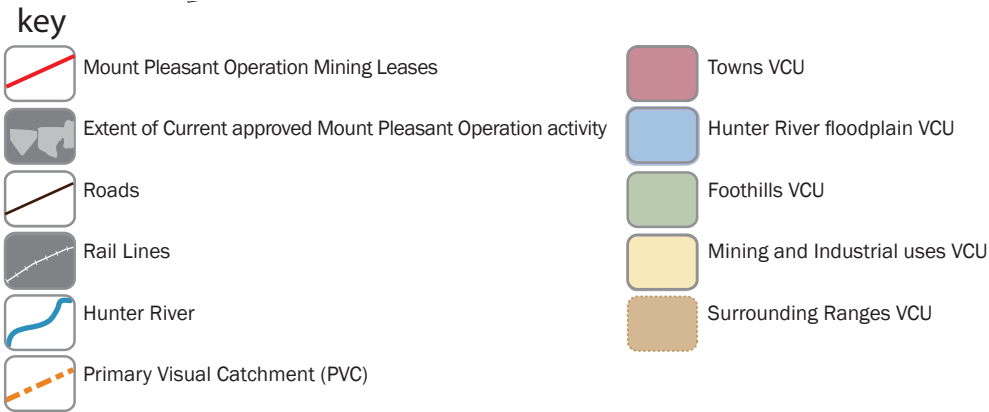 key
Mount Pleasant Operation Mining Leases
Extent of Current approved Mount Pleasant Operation activity
Roads
Rail Lines
Hunter River
Primary Visual Catchment (PVC)
Towns VCU
Hunter River floodplain VCU
Foothills VCU
Mining and Industrial uses VCU
Surrounding Ranges VCU